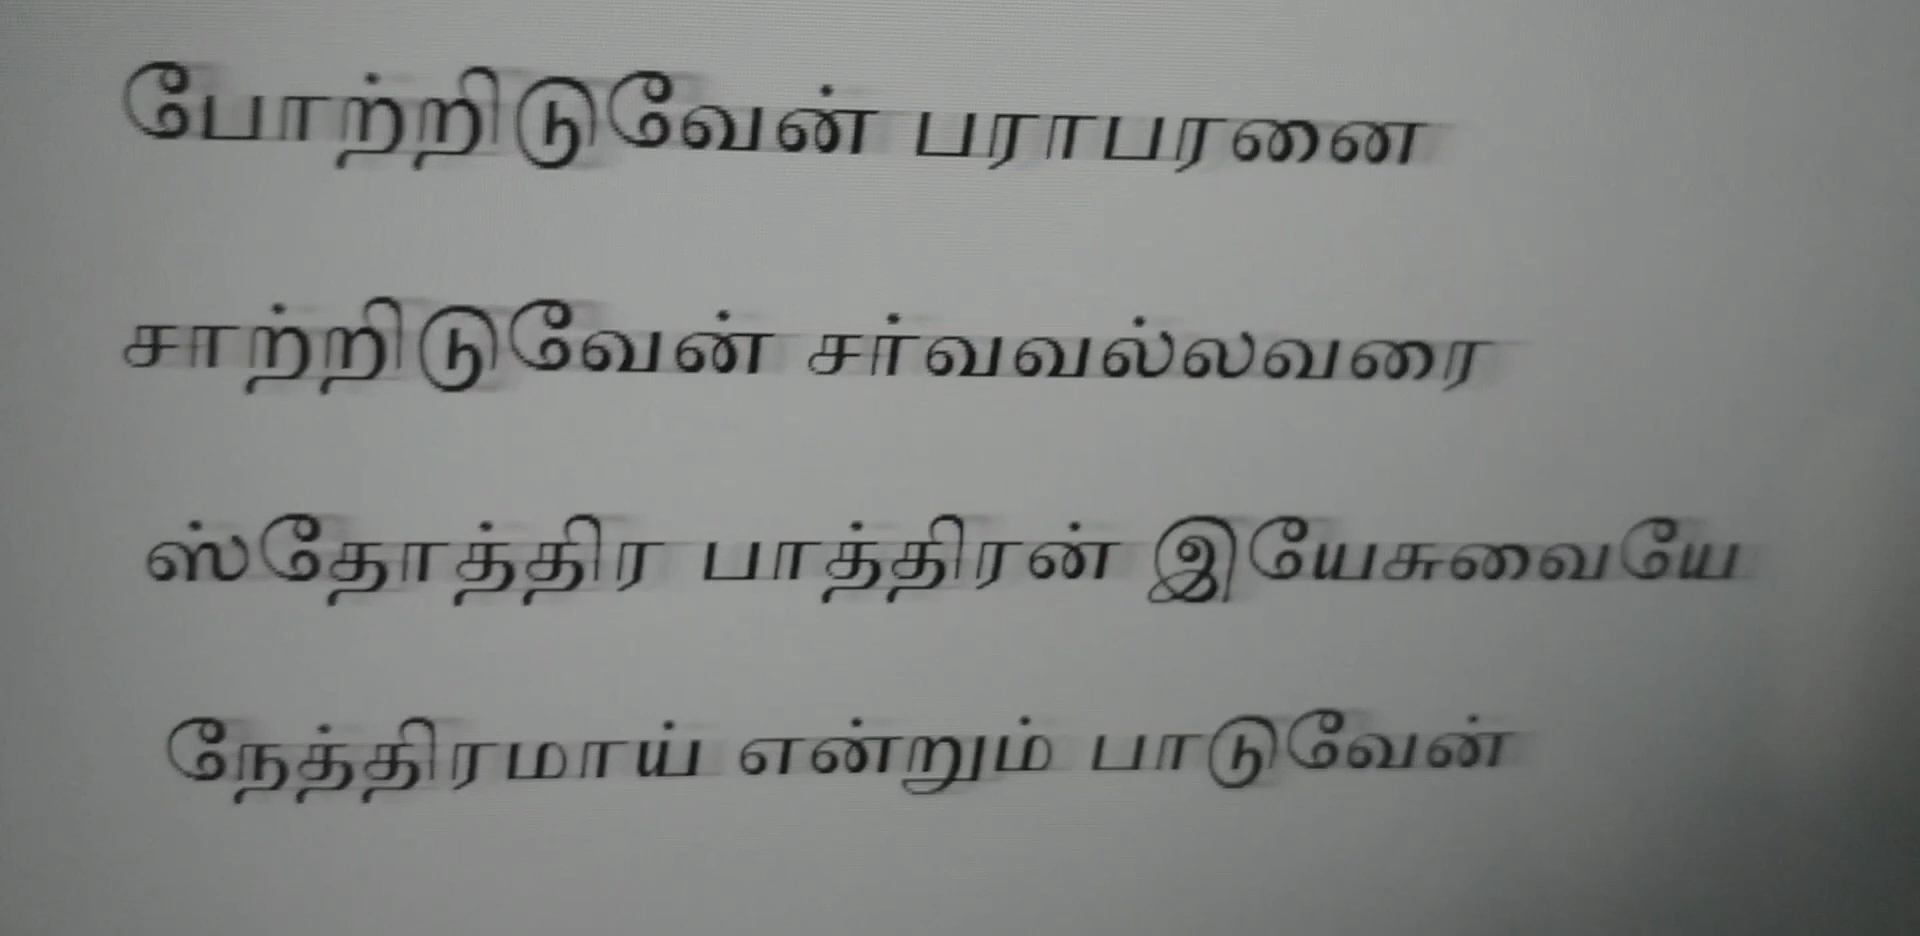 போற்றிடுவேன் பராபரனை
சாற்றிடுவேன் சர்வவல்லவரை
ஸ்தோத்திர பாத்திரன் இயேசுவையே
நேத்திரமாய் என்றும் பாடுவேன்